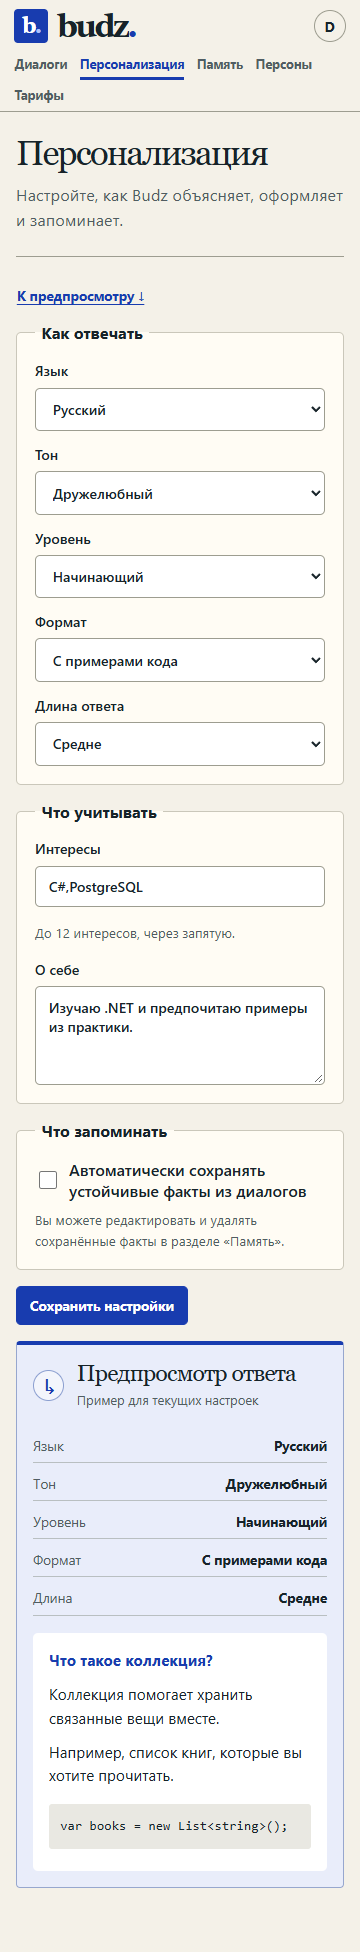 b. budz.
D
Диалоги Персонализация Память Персоны
Тарифы
Персонализация
Настройте, как Budz объясняет, оформляет
и запоминает.
К предпросмотру ↓
Как отвечать
Язык
Русский
Тон
Дружелюбный
Уровень
Начинающий
Формат
С примерами кода
Длина ответа
Средне
Что учитывать
Интересы
C#,PostgreSQL
До 12 интересов, через запятую.
О себе
Изучаю .NET и предпочитаю примеры
из практики.
Что запоминать
Автоматически сохранять
устойчивые факты из диалогов
Вы можете редактировать и удалять
сохранённые факты в разделе «Память».
Сохранить настройки
↳ Предпросмотр ответа
Пример для текущих настроек
Язык Русский
Тон Дружелюбный
Уровень Начинающий
Формат С примерами кода
Длина Средне
Что такое коллекция?
Коллекция помогает хранить
связанные вещи вместе.
Например, список книг, которые вы
хотите прочитать.
var books = new List<string>();